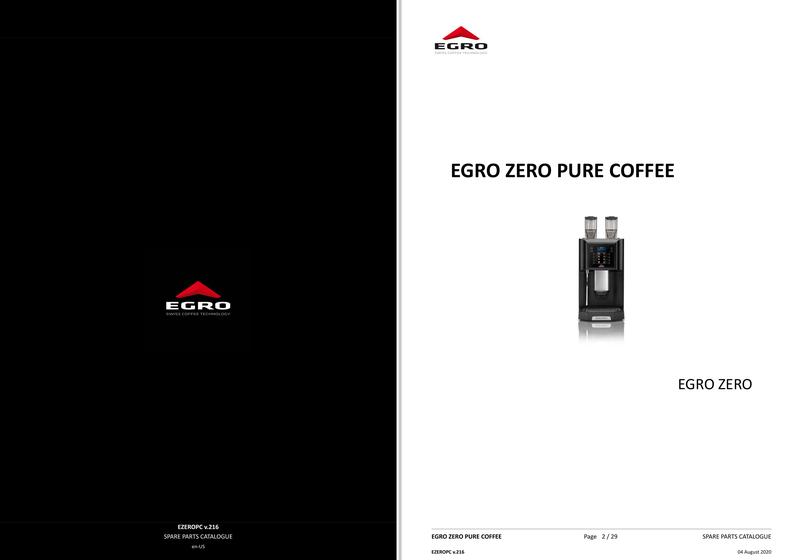 EGRO
SWISS COFFEE TECHNOLOGY
EZEROPC v.216
SPARE PARTS CATALOGUE
en-US
EGRO
SWISS COFFEE TECHNOLOGY
EGRO ZERO PURE COFFEE
EGRO ZERO
EGRO ZERO PURE COFFEE Page 2 / 29 SPARE PARTS CATALOGUE
EZEROPC v.216 04 August 2020